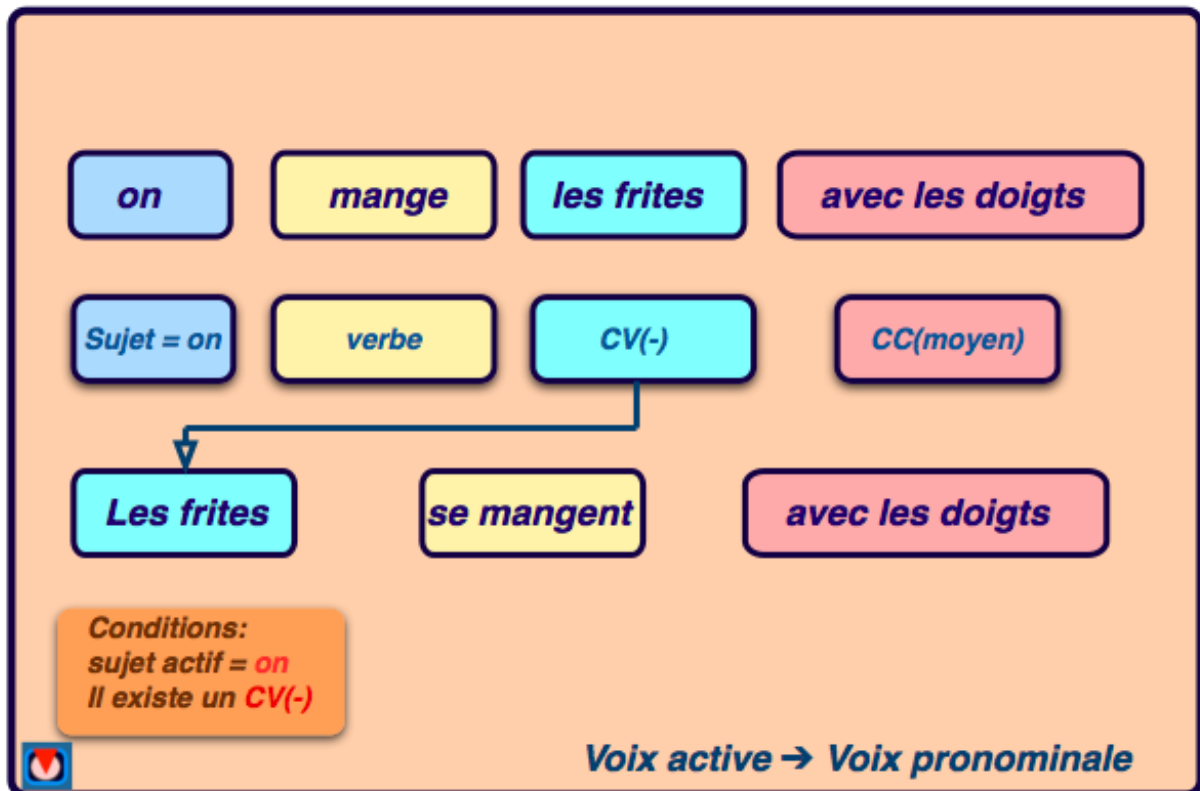 on mange les frites avec les doigts
Sujet = on verbe CV(-) CC(moyen)
Les frites se mangent avec les doigts
Conditions:
sujet actif = on
Il existe un CV(-)
Voix active ➔ Voix pronominale